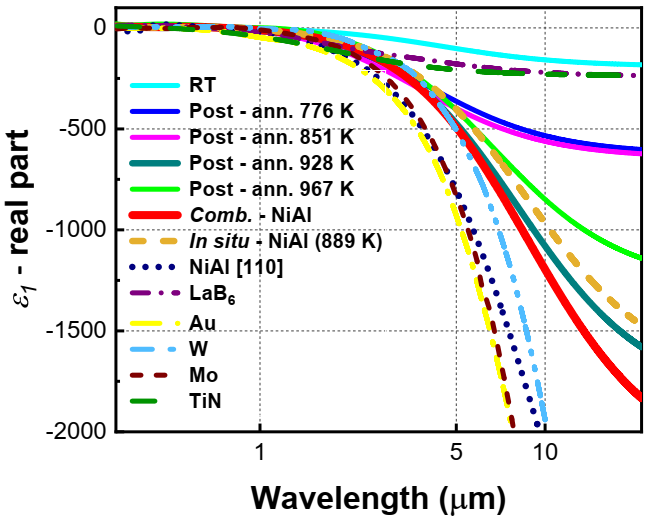 0
-500
-1000
-1500
-2000
ε1 - real part
RT
Post - ann. 776 K
Post - ann. 851 K
Post - ann. 928 K
Post - ann. 967 K
Comb. - NiAl
In situ - NiAl (889 K)
NiAl [110]
LaB6
Au
W
Mo
TiN
1 5 10
Wavelength (μm)